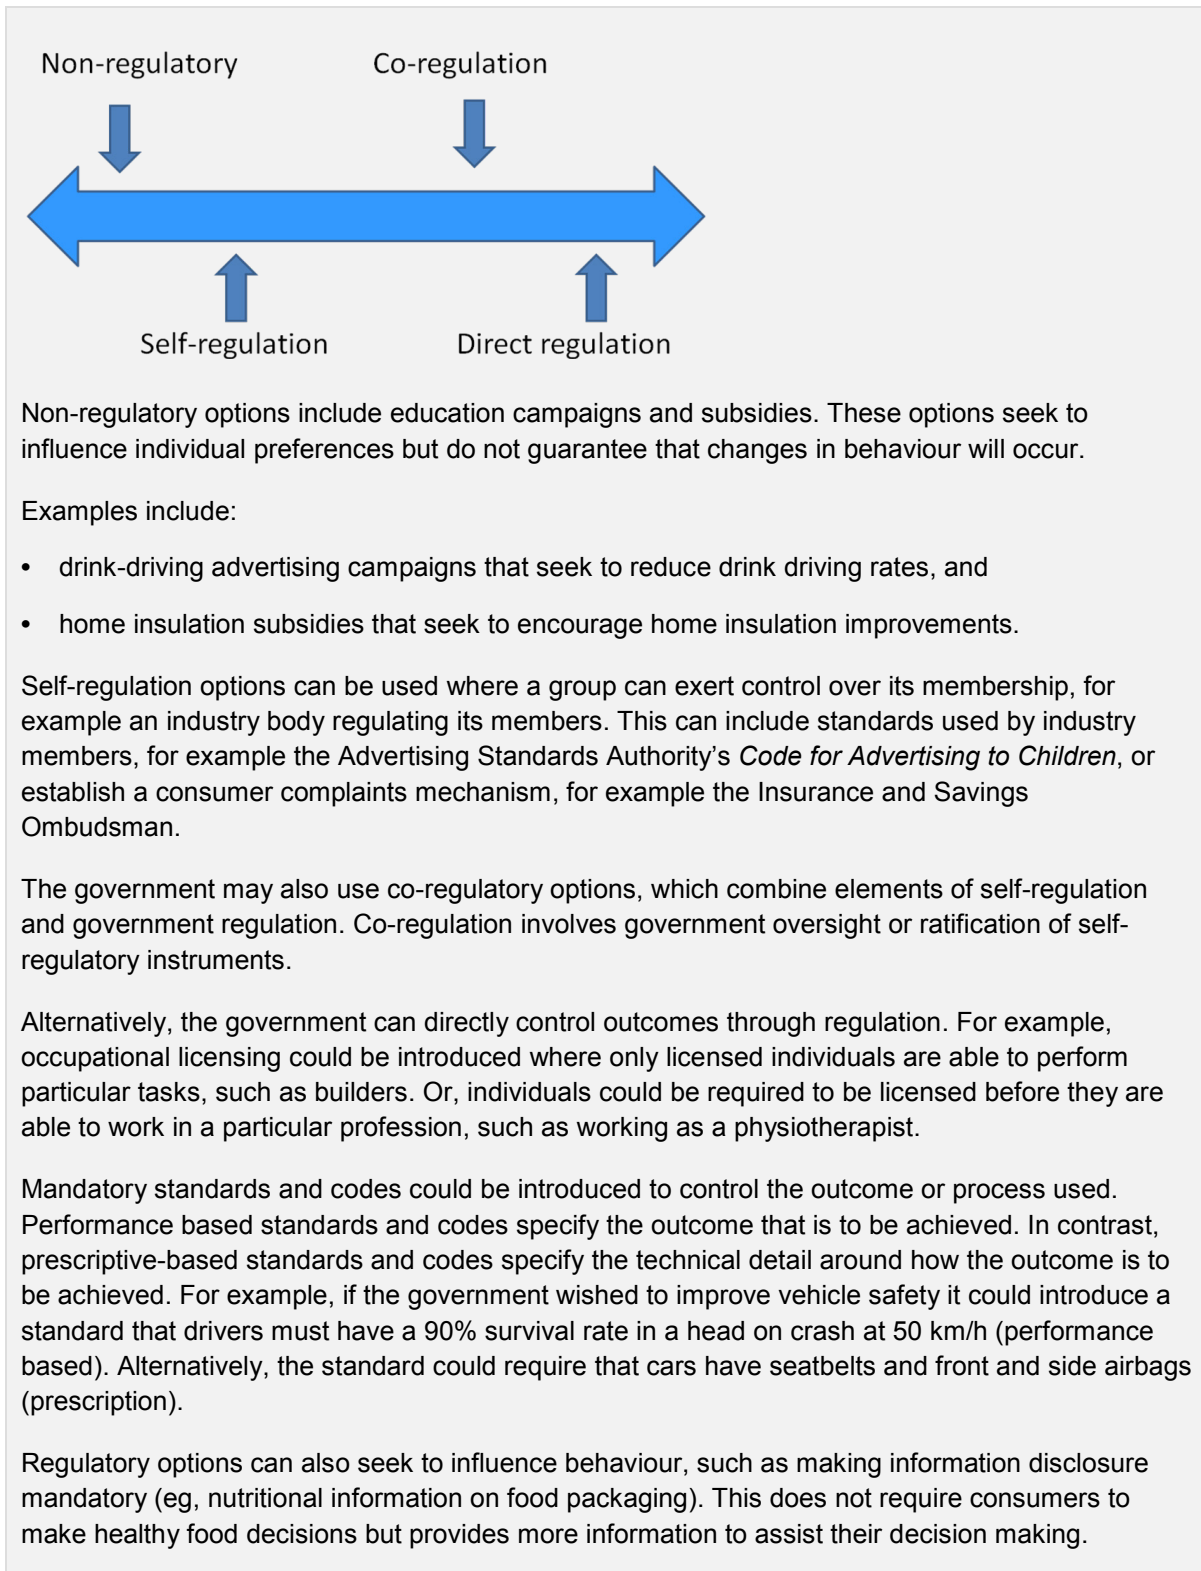 Non-regulatory
Co-regulation
Self-regulation
Direct regulation
Non-regulatory options include education campaigns and subsidies. These options seek to
influence individual preferences but do not guarantee that changes in behaviour will occur.
Examples include:
• drink-driving advertising campaigns that seek to reduce drink driving rates, and
• home insulation subsidies that seek to encourage home insulation improvements.
Self-regulation options can be used where a group can exert control over its membership, for
example an industry body regulating its members. This can include standards used by industry
members, for example the Advertising Standards Authority’s Code for Advertising to Children, or
establish a consumer complaints mechanism, for example the Insurance and Savings
Ombudsman.
The government may also use co-regulatory options, which combine elements of self-regulation
and government regulation. Co-regulation involves government oversight or ratification of self-
regulatory instruments.
Alternatively, the government can directly control outcomes through regulation. For example,
occupational licensing could be introduced where only licensed individuals are able to perform
particular tasks, such as builders. Or, individuals could be required to be licensed before they are
able to work in a particular profession, such as working as a physiotherapist.
Mandatory standards and codes could be introduced to control the outcome or process used.
Performance based standards and codes specify the outcome that is to be achieved. In contrast,
prescriptive-based standards and codes specify the technical detail around how the outcome is to
be achieved. For example, if the government wished to improve vehicle safety it could introduce a
standard that drivers must have a 90% survival rate in a head on crash at 50 km/h (performance
based). Alternatively, the standard could require that cars have seatbelts and front and side airbags
(prescription).
Regulatory options can also seek to influence behaviour, such as making information disclosure
mandatory (eg, nutritional information on food packaging). This does not require consumers to
make healthy food decisions but provides more information to assist their decision making.